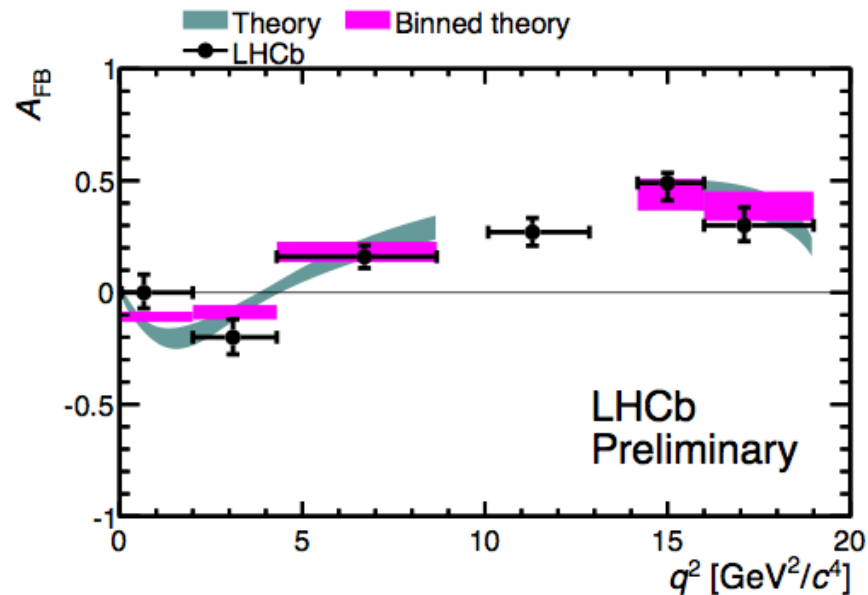 Theory Binned theory
LHCb
A_FB
1
0.5
0
-0.5
-1
LHCb
Preliminary
0 5 10 15 20
q² [GeV²/c⁴]